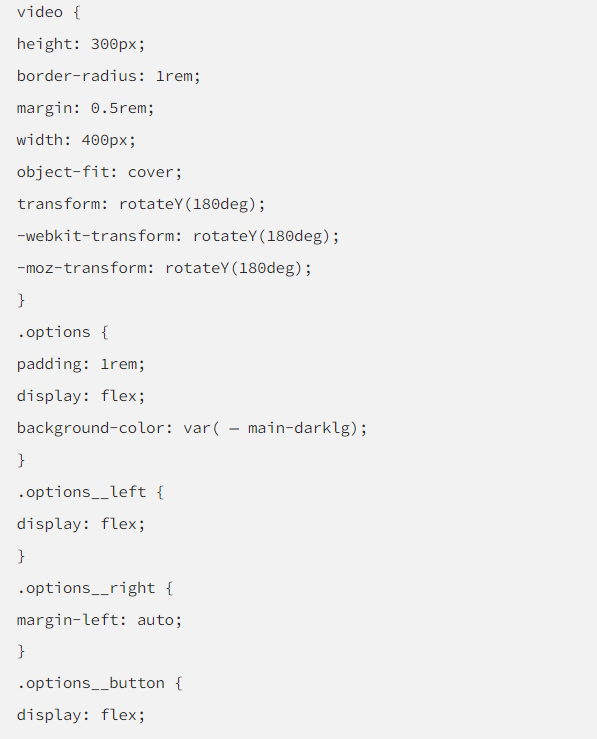 video {
height: 300px;
border-radius: 1rem;
margin: 0.5rem;
width: 400px;
object-fit: cover;
transform: rotateY(180deg);
-webkit-transform: rotateY(180deg);
-moz-transform: rotateY(180deg);
}
.options {
padding: 1rem;
display: flex;
background-color: var( — main-darklg);
}
.options__left {
display: flex;
}
.options__right {
margin-left: auto;
}
.options__button {
display: flex;